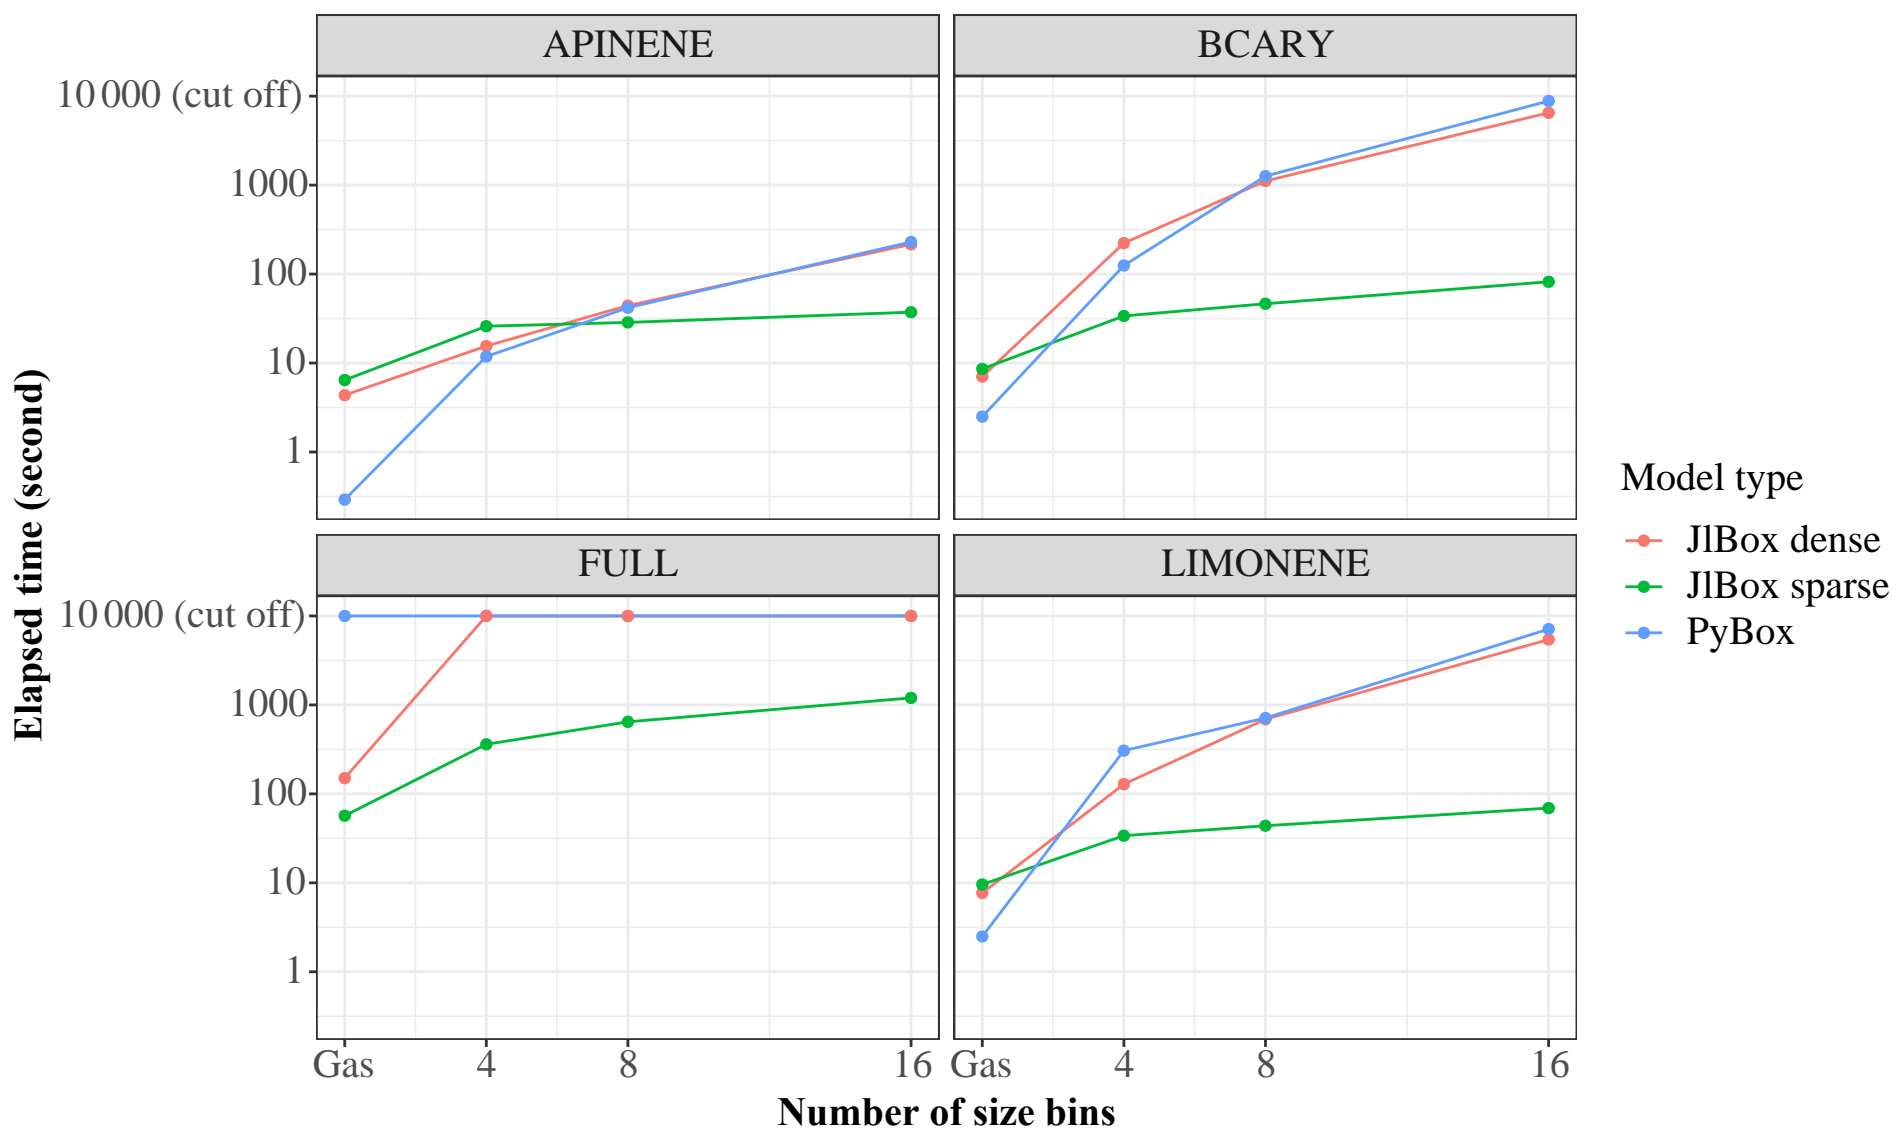 APINENE
BCARY
10 000 (cut off)
1000
100
10
1
FULL
LIMONENE
10 000 (cut off)
1000
100
10
1
Gas 4 8 16
Gas 4 8 16
Number of size bins
Elapsed time (second)
Model type
JlBox dense
JlBox sparse
PyBox